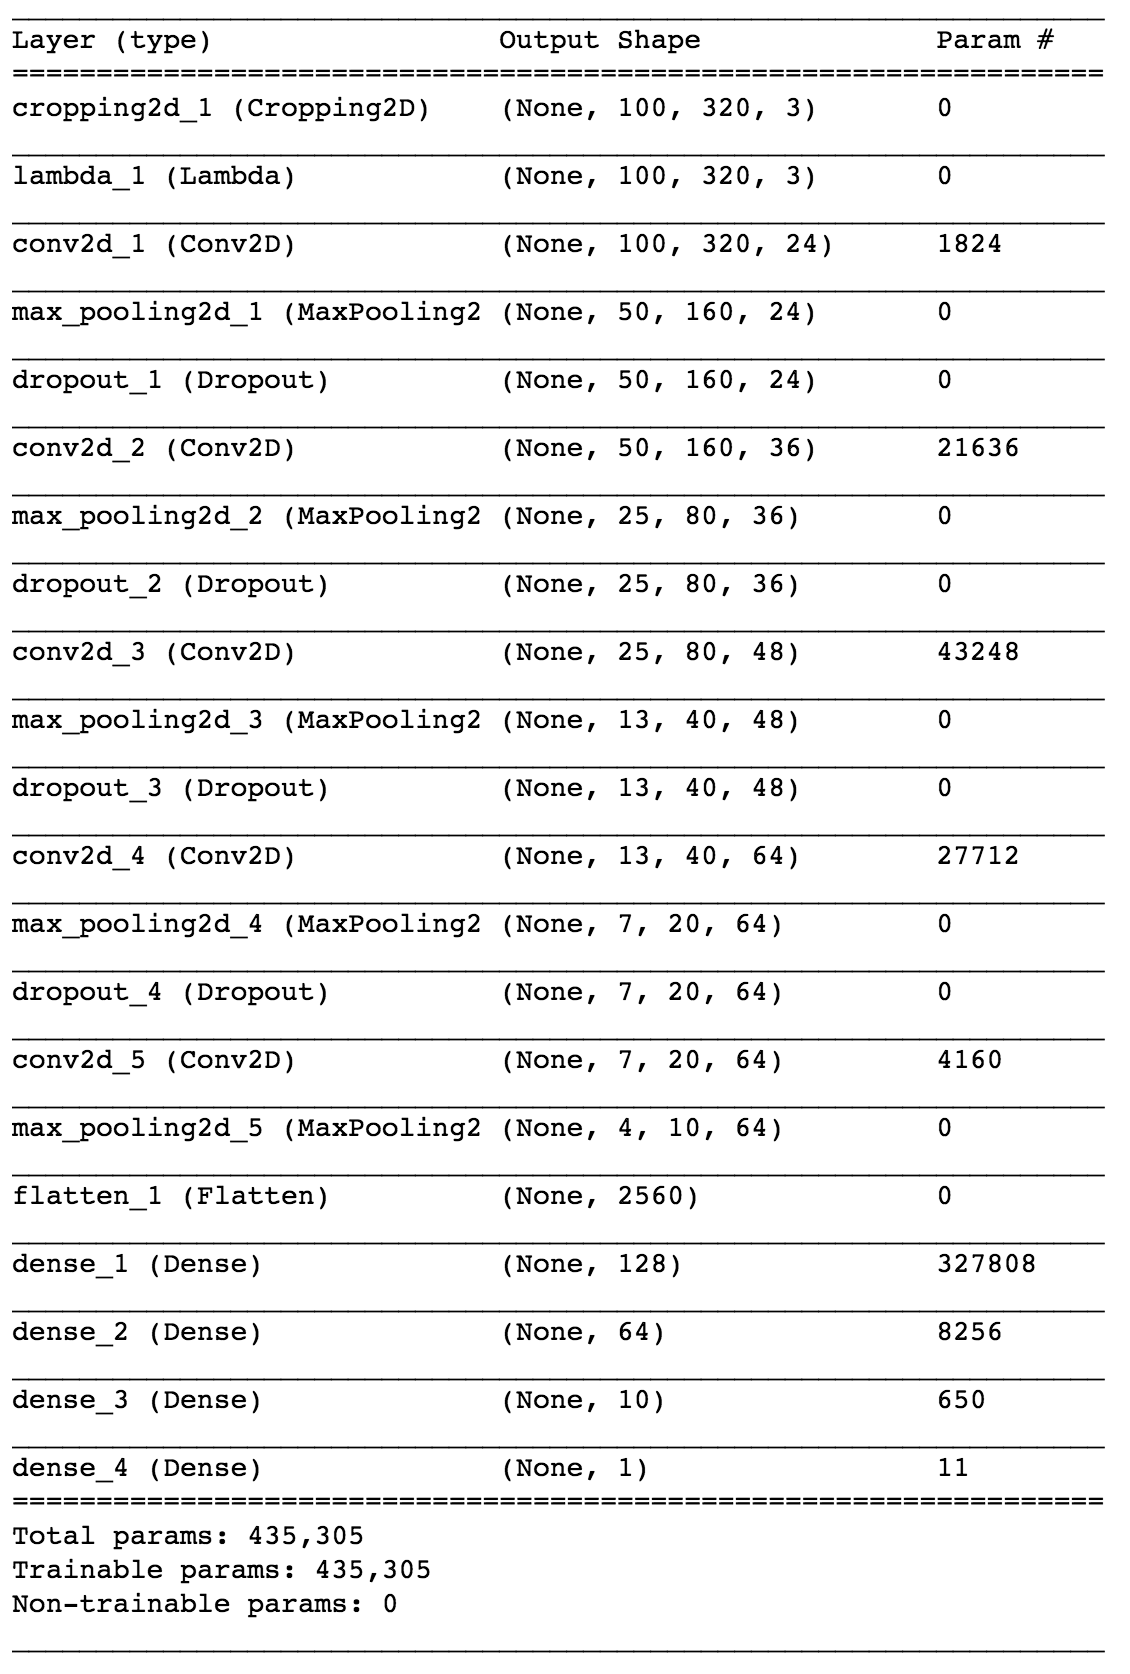 Layer (type) Output Shape Param #
cropping2d_1 (Cropping2D) (None, 100, 320, 3) 0
lambda_1 (Lambda) (None, 100, 320, 3) 0
conv2d_1 (Conv2D) (None, 100, 320, 24) 1824
max_pooling2d_1 (MaxPooling2 (None, 50, 160, 24) 0
dropout_1 (Dropout) (None, 50, 160, 24) 0
conv2d_2 (Conv2D) (None, 50, 160, 36) 21636
max_pooling2d_2 (MaxPooling2 (None, 25, 80, 36) 0
dropout_2 (Dropout) (None, 25, 80, 36) 0
conv2d_3 (Conv2D) (None, 25, 80, 48) 43248
max_pooling2d_3 (MaxPooling2 (None, 13, 40, 48) 0
dropout_3 (Dropout) (None, 13, 40, 48) 0
conv2d_4 (Conv2D) (None, 13, 40, 64) 27712
max_pooling2d_4 (MaxPooling2 (None, 7, 20, 64) 0
dropout_4 (Dropout) (None, 7, 20, 64) 0
conv2d_5 (Conv2D) (None, 7, 20, 64) 4160
max_pooling2d_5 (MaxPooling2 (None, 4, 10, 64) 0
flatten_1 (Flatten) (None, 2560) 0
dense_1 (Dense) (None, 128) 327808
dense_2 (Dense) (None, 64) 8256
dense_3 (Dense) (None, 10) 650
dense_4 (Dense) (None, 1) 11
Total params: 435,305
Trainable params: 435,305
Non-trainable params: 0